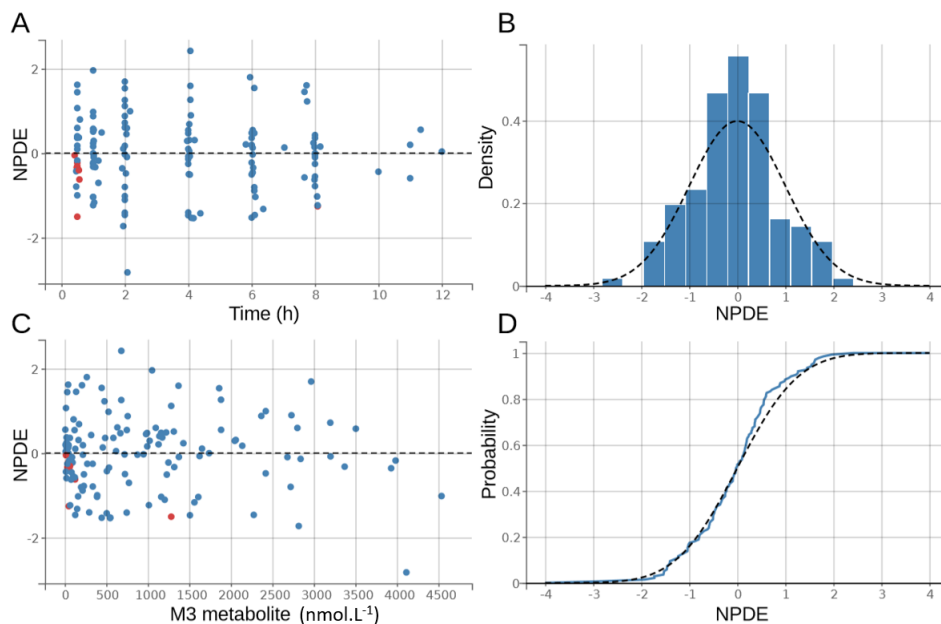 A
NPDE
2
0
-2
0 2 4 6 8 10 12
Time (h)
B
Density
0.4
0.2
0
-4 -3 -2 -1 0 1 2 3 4
NPDE
C
NPDE
2
0
-2
0 500 1000 1500 2000 2500 3000 3500 4000 4500
M3 metabolite (nmol.L⁻¹)
D
Probability
1
0.8
0.6
0.4
0.2
0
-4 -3 -2 -1 0 1 2 3 4
NPDE